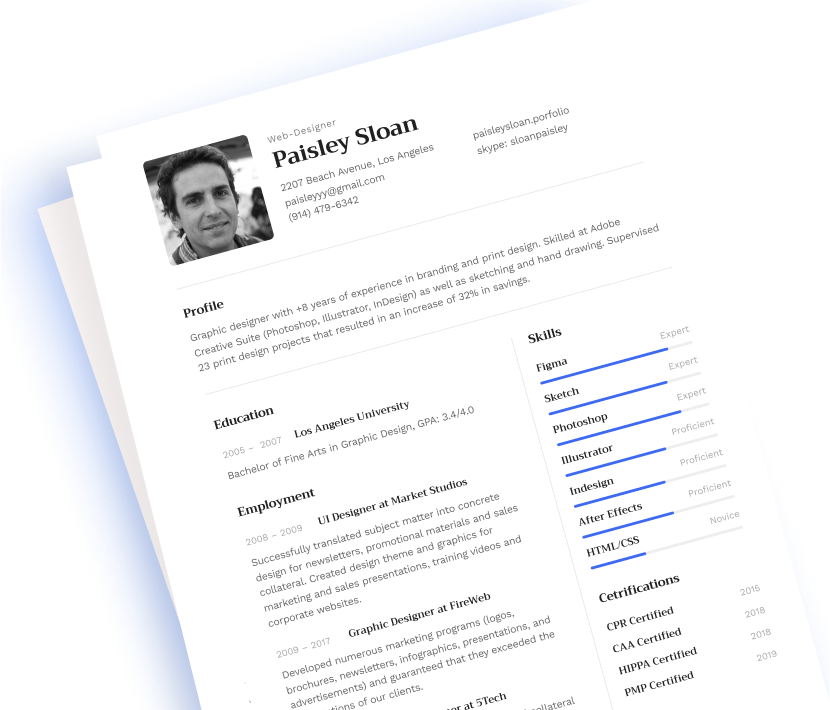 Web-Designer
Paisley Sloan
2207 Beach Avenue, Los Angeles
paisleyyy@gmail.com
(914) 479-6342
paisleysloan.porfolio
skype: sloanpaisley
Profile
Graphic designer with +8 years of experience in branding and print design. Skilled at Adobe
Creative Suite (Photoshop, Illustrator, InDesign) as well as sketching and hand drawing. Supervised
23 print design projects that resulted in an increase of 32% in savings.
Education
2005 – 2007 Los Angeles University
Bachelor of Fine Arts in Graphic Design, GPA: 3.4/4.0
Employment
2008 – 2009 UI Designer at Market Studios
Successfully translated subject matter into concrete
design for newsletters, promotional materials and sales
collateral. Created design theme and graphics for
marketing and sales presentations, training videos and
corporate websites.
2009 – 2017 Graphic Designer at FireWeb
Developed numerous marketing programs (logos,
brochures, newsletters, infographics, presentations, and
advertisements) and guaranteed that they exceeded the
of our clients.
at 5Tech
Skills
Figma Expert
Sketch Expert
Photoshop Expert
Illustrator Proficient
Indesign Proficient
After Effects Proficient
HTML/CSS Novice
Cetrifications
CPR Certified 2015
CAA Certified 2018
HIPPA Certified 2018
PMP Certified 2019